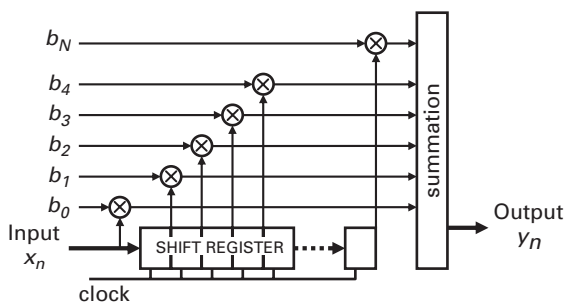 b_N
b_4
b_3
b_2
b_1
b_0
summation
Input
x_n
SHIFT REGISTER
Output
y_n
clock